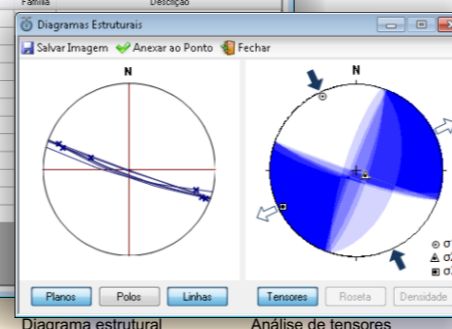 Família Descrição
Diagramas Estruturais
Salvar Imagem Anexar ao Ponto Fechar
N N
Planos Polos Linhas Tensores Roseta Densidade
Diagrama estrutural Análise de tensores